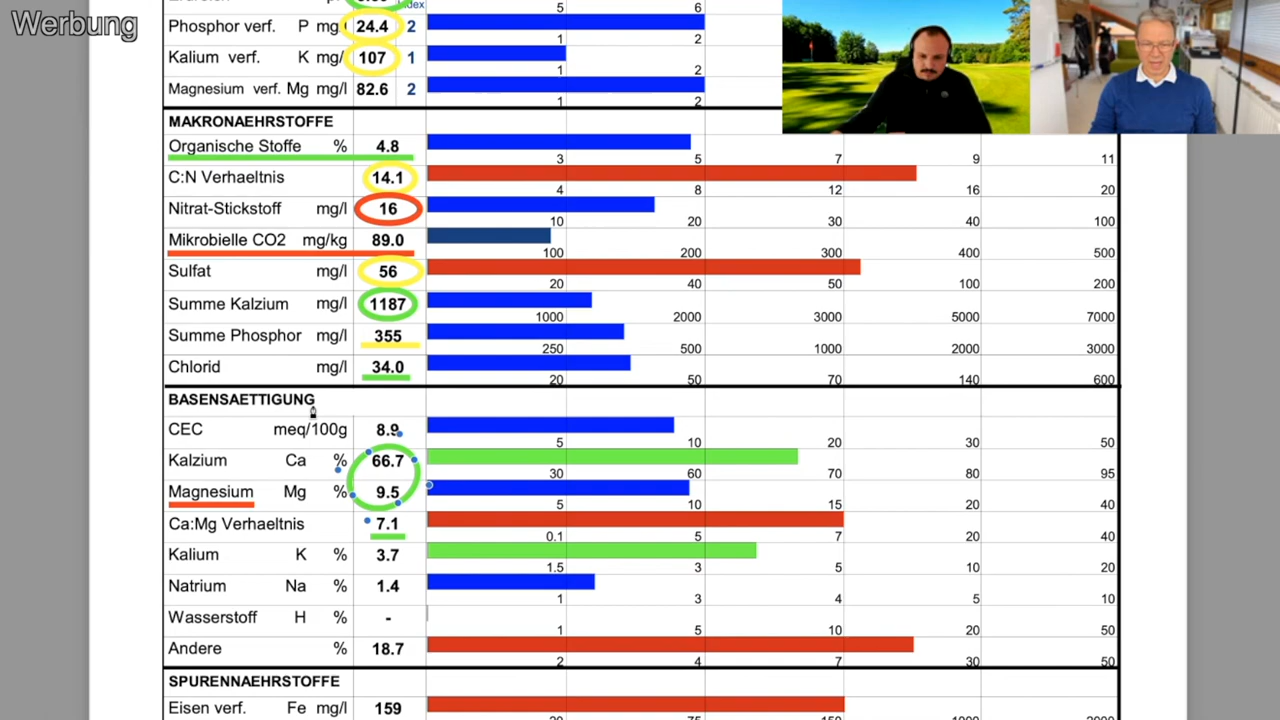 Werbung
Index
5 6
Phosphor verf. P mg/ 24.4 2
1 2
Kalium verf. K mg/ 107 1
1 2
Magnesium verf. Mg mg/l 82.6 2
1 2
MAKRONAEHRSTOFFE
Organische Stoffe % 4.8
3 5 7 9 11
C:N Verhaeltnis 14.1
4 8 12 16 20
Nitrat-Stickstoff mg/l 16
10 20 30 40 100
Mikrobielle CO2 mg/kg 89.0
100 200 300 400 500
Sulfat mg/l 56
20 40 50 100 200
Summe Kalzium mg/l 1187
1000 2000 3000 5000 7000
Summe Phosphor mg/l 355
250 500 1000 2000 3000
Chlorid mg/l 34.0
20 50 70 140 600
BASENSAETTIGUNG
CEC meq/100g 8.9
5 10 20 30 50
Kalzium Ca % 66.7
30 60 70 80 95
Magnesium Mg % 9.5
5 10 15 20 40
Ca:Mg Verhaeltnis 7.1
0.1 5 7 20 40
Kalium K % 3.7
1.5 3 5 10 20
Natrium Na % 1.4
1 3 4 5 10
Wasserstoff H % -
1 5 10 20 50
Andere % 18.7
2 4 7 30 50
SPURENNAEHRSTOFFE
Eisen verf. Fe mg/l 159